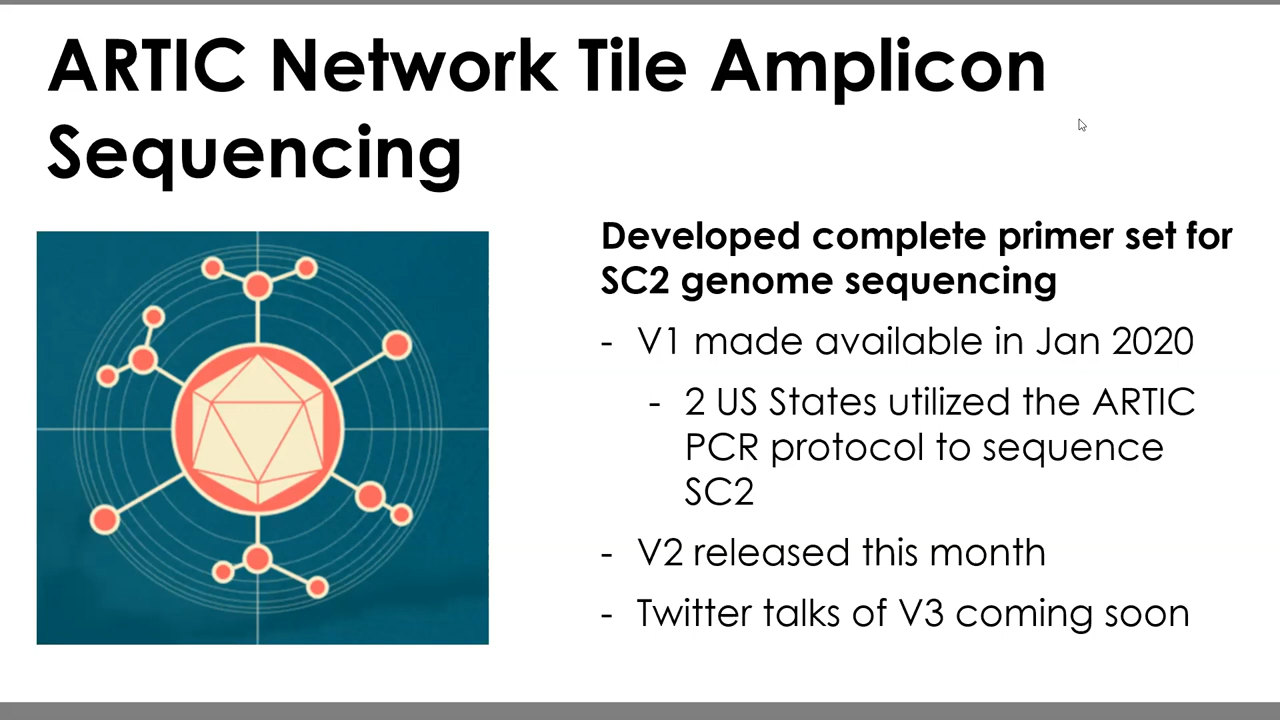 ARTIC Network Tile Amplicon
Sequencing
Developed complete primer set for
SC2 genome sequencing
- V1 made available in Jan 2020
- 2 US States utilized the ARTIC
PCR protocol to sequence
SC2
- V2 released this month
- Twitter talks of V3 coming soon